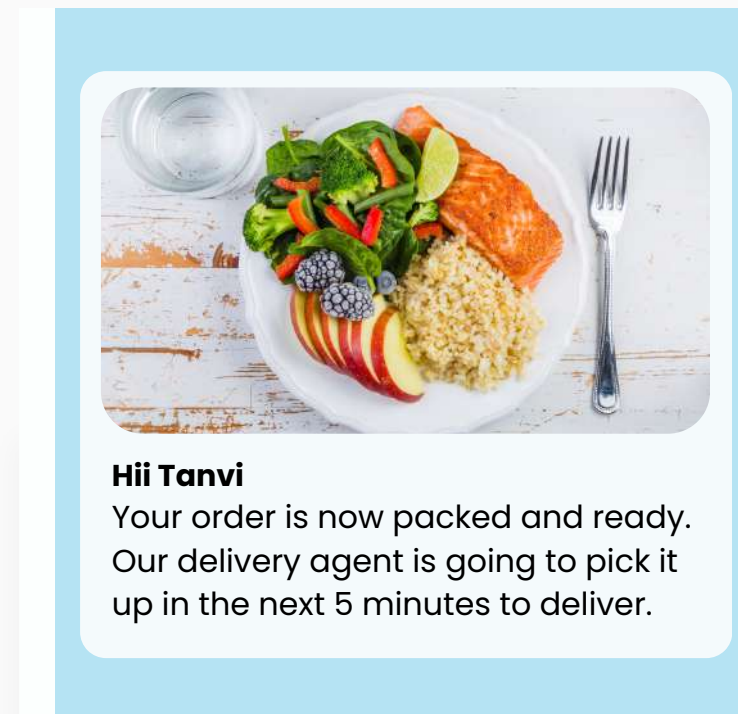 Hii Tanvi
Your order is now packed and ready.
Our delivery agent is going to pick it
up in the next 5 minutes to deliver.